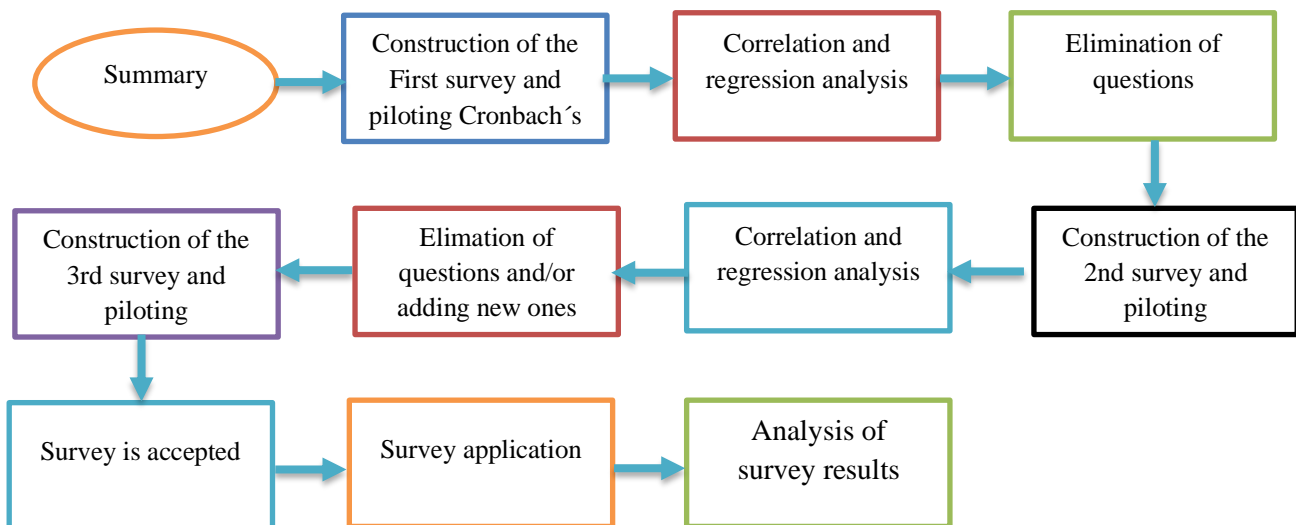 Summary
Construction of the
First survey and
piloting Cronbach´s
Correlation and
regression analysis
Elimination of
questions
Construction of the
2nd survey and
piloting
Correlation and
regression analysis
Elimation of
questions and/or
adding new ones
Construction of the
3rd survey and
piloting
Survey is accepted
Survey application
Analysis of
survey results